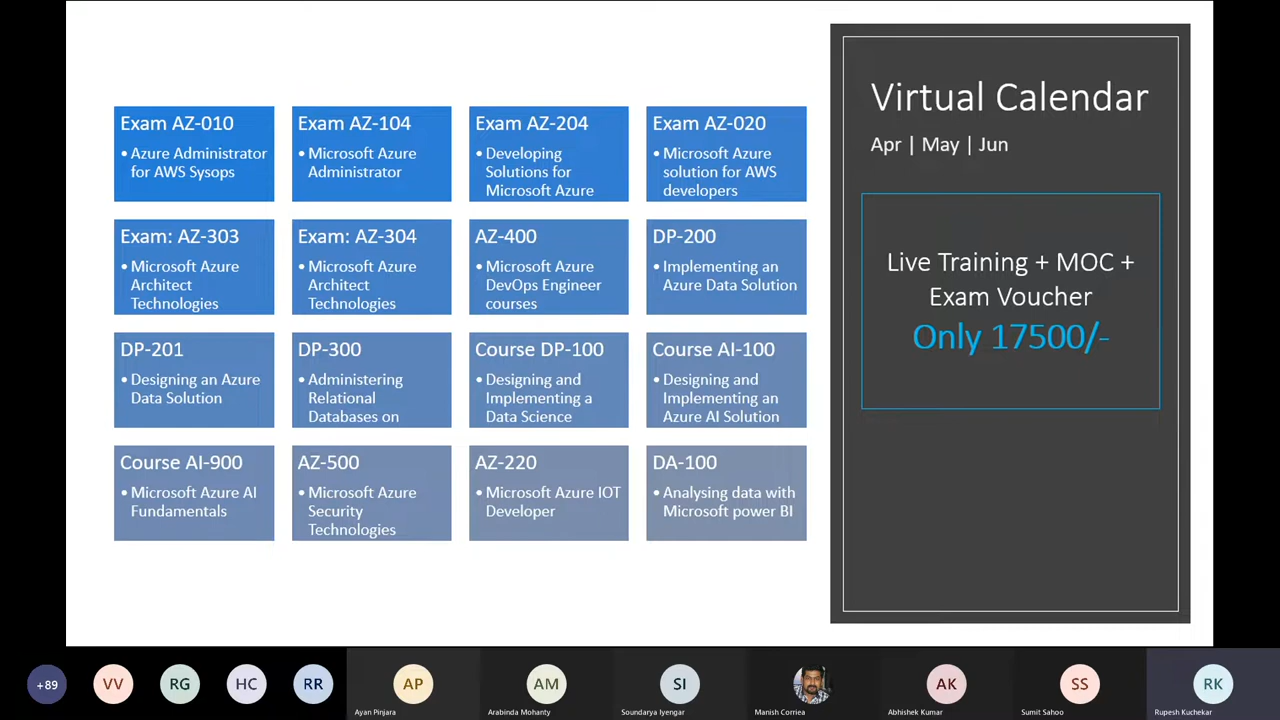 Exam AZ-010
• Azure Administrator
for AWS Sysops
Exam AZ-104
• Microsoft Azure
Administrator
Exam AZ-204
• Developing
Solutions for
Microsoft Azure
Exam AZ-020
• Microsoft Azure
solution for AWS
developers
Exam: AZ-303
• Microsoft Azure
Architect
Technologies
Exam: AZ-304
• Microsoft Azure
Architect
Technologies
AZ-400
• Microsoft Azure
DevOps Engineer
courses
DP-200
• Implementing an
Azure Data Solution
DP-201
• Designing an Azure
Data Solution
DP-300
• Administering
Relational
Databases on
Course DP-100
• Designing and
Implementing a
Data Science
Course AI-100
• Designing and
Implementing an
Azure AI Solution
Course AI-900
• Microsoft Azure AI
Fundamentals
AZ-500
• Microsoft Azure
Security
Technologies
AZ-220
• Microsoft Azure IOT
Developer
DA-100
• Analysing data with
Microsoft power BI
Virtual Calendar
Apr | May | Jun
Live Training + MOC +
Exam Voucher
Only 17500/-
+89
VV
RG
HC
RR
AP
Ayan Pinjara
AM
Arabinda Mohanty
SI
Soundarya Iyengar
Manish Correa
AK
Abhishek Kumar
SS
Sumit Sahoo
RK
Rupesh Kuchekar